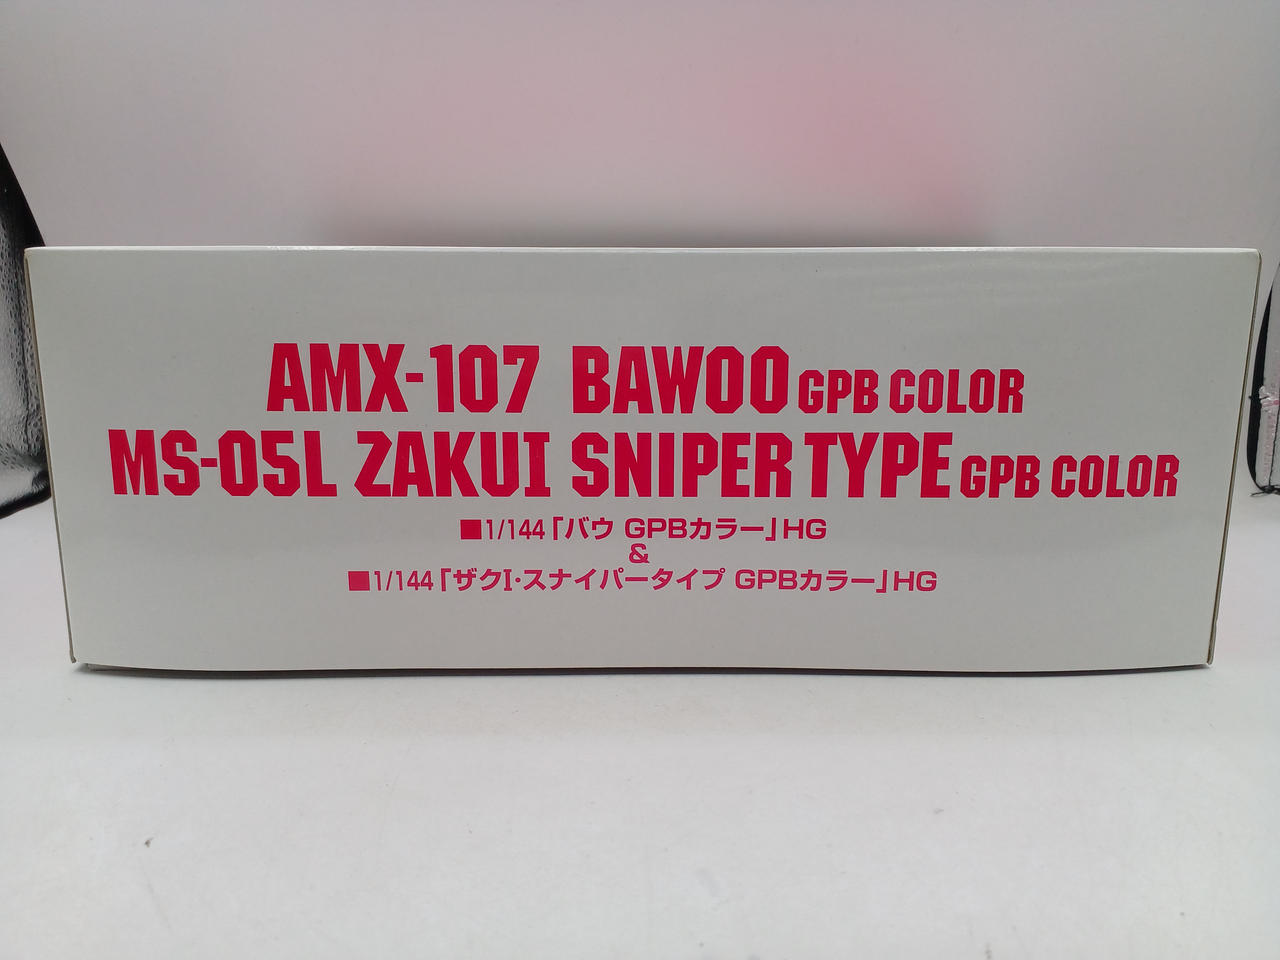 AMX-107 BAWOO GPB COLOR
MS-05L ZAKUI SNIPER TYPE GPB COLOR
■1/144「バウ GPBカラー」HG
&
■1/144「ザクI・スナイパータイプ GPBカラー」HG